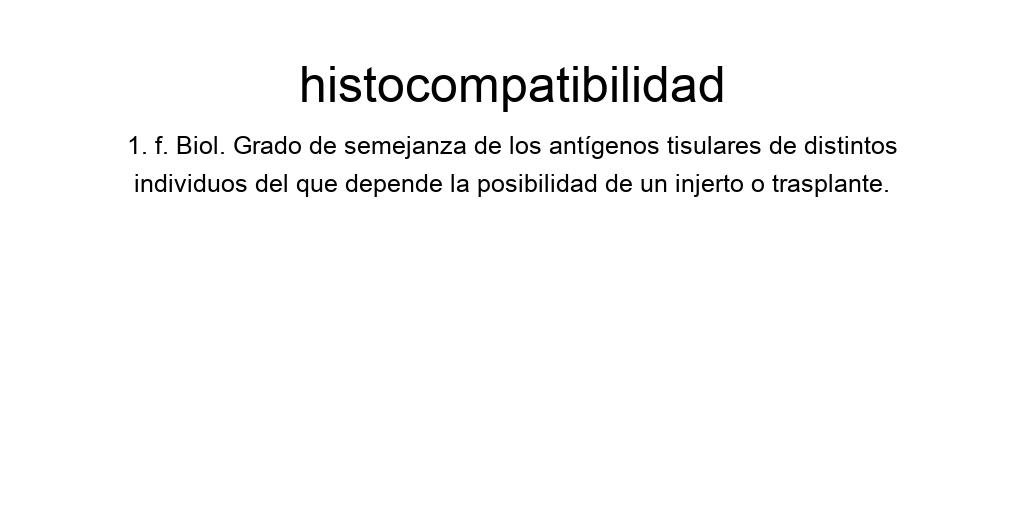 histocompatibilidad
1. f. Biol. Grado de semejanza de los antígenos tisulares de distintos
individuos del que depende la posibilidad de un injerto o trasplante.